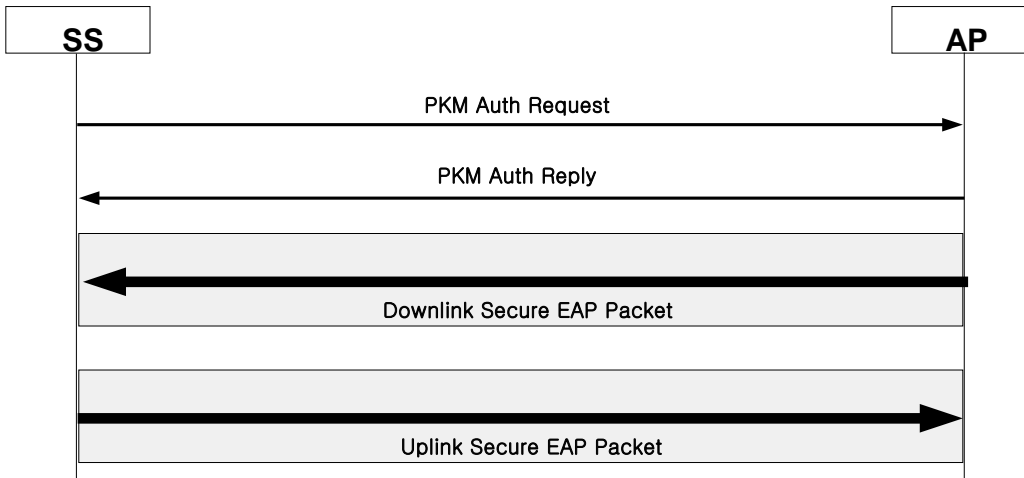 SS
AP
PKM Auth Request
PKM Auth Reply
Downlink Secure EAP Packet
Uplink Secure EAP Packet